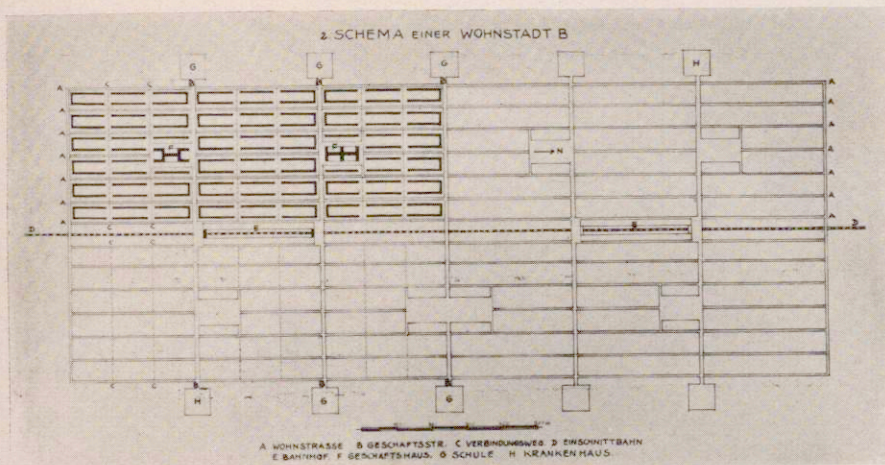 2. SCHEMA EINER WOHNSTADT B
G G G H
B B B
A C C A
A A
A F F A
A N A
A A
A A
A A
D C C E E D
C C
C C B B B
H G G
A WOHNSTRASSE B GESCHÄFTSSTR. C VERBINDUNGSWEG D EINSCHNITTBAHN
E BAHNHOF. F GESCHÄFTSHAUS. G SCHULE H KRANKENHAUS.